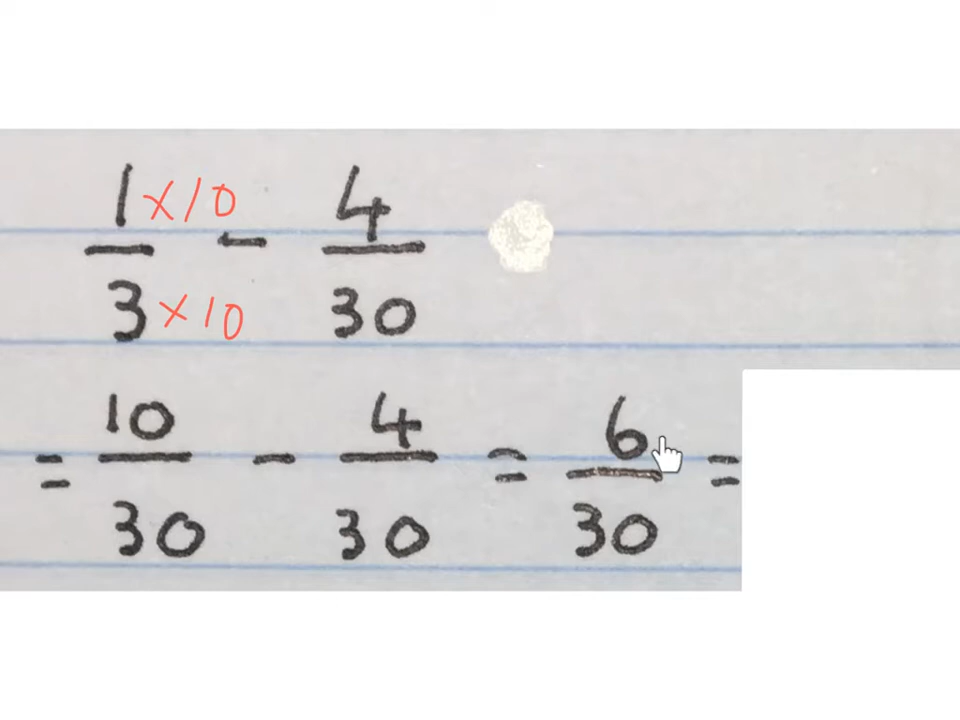 1×10/3×10 - 4/30
= 10/30 - 4/30 = 6/30 =